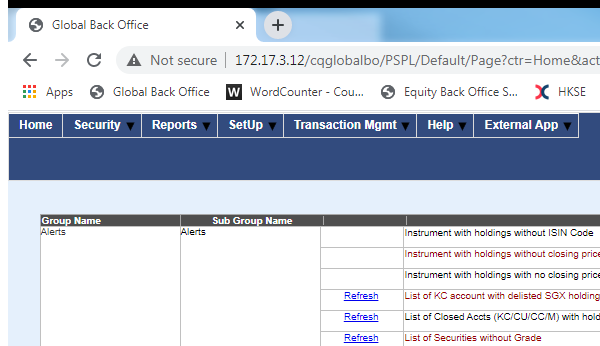 Global Back Office
Not secure | 172.17.3.12/cqglobalbo/PSPL/Default/Page?ctr=Home&act
Apps Global Back Office W WordCounter - Cou... Equity Back Office S... HKSE
Home Security Reports SetUp Transaction Mgmt Help External App
Group Name Sub Group Name
Alerts Alerts Instrument with holdings without ISIN Code
Instrument with holdings without closing price
Instrument with holdings with no closing price
Refresh List of KC account with delisted SGX holding
Refresh List of Closed Accts (KC/CU/CC/M) with hold
Refresh List of Securities without Grade